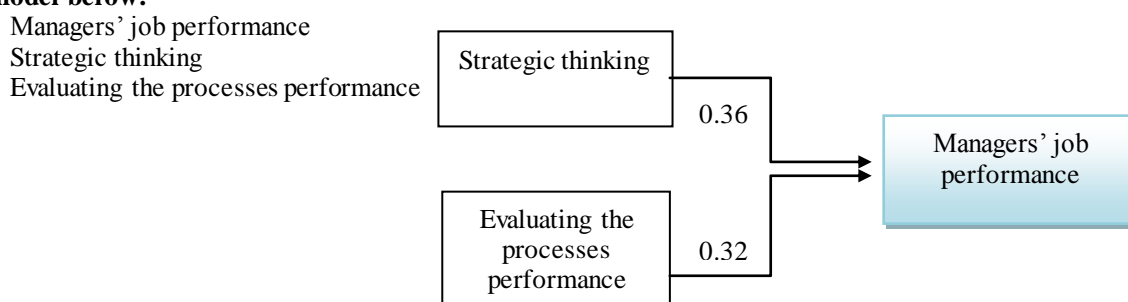 model below:
Managers' job performance
Strategic thinking
Evaluating the processes performance
Strategic thinking
0.36
Managers' job
performance
Evaluating the
processes
performance
0.32